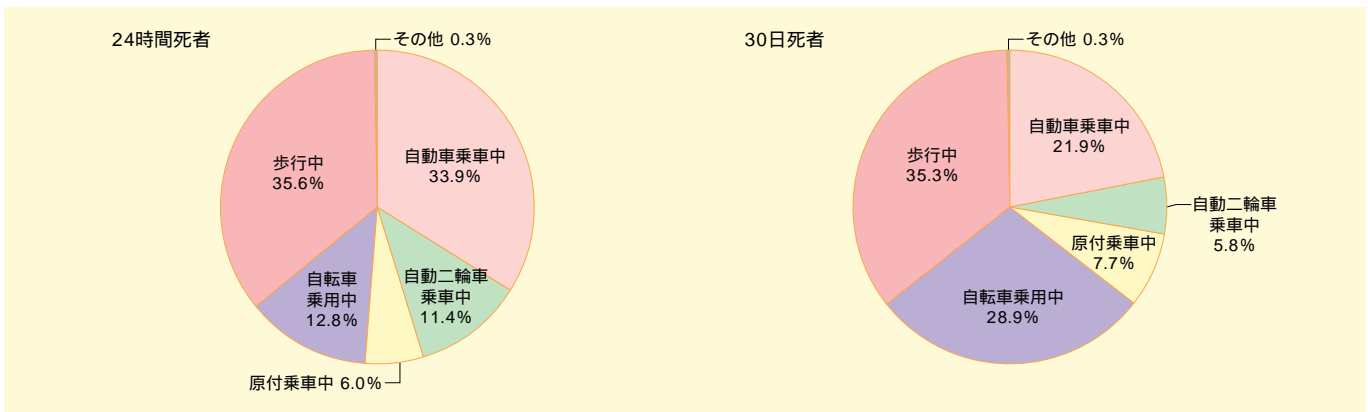 24時間死者
その他 0.3%
自動車乗車中
33.9%
自動二輪車
乗車中
11.4%
原付乗車中 6.0%
自転車
乗用中
12.8%
歩行中
35.6%
30日死者
その他 0.3%
自動車乗車中
21.9%
自動二輪車
乗車中
5.8%
原付乗車中
7.7%
自転車乗用中
28.9%
歩行中
35.3%